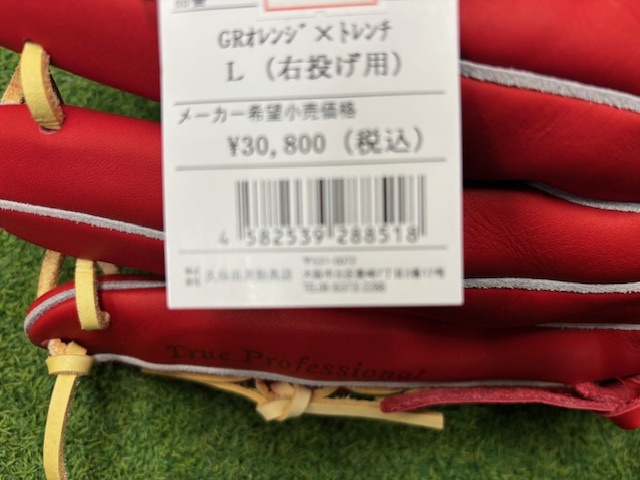 GRｵﾚﾝｼﾞ×ﾄﾚﾝﾁ
L (右投げ用)
メーカー希望小売価格
¥30,800 (税込)
4 582539 288518
True Professional